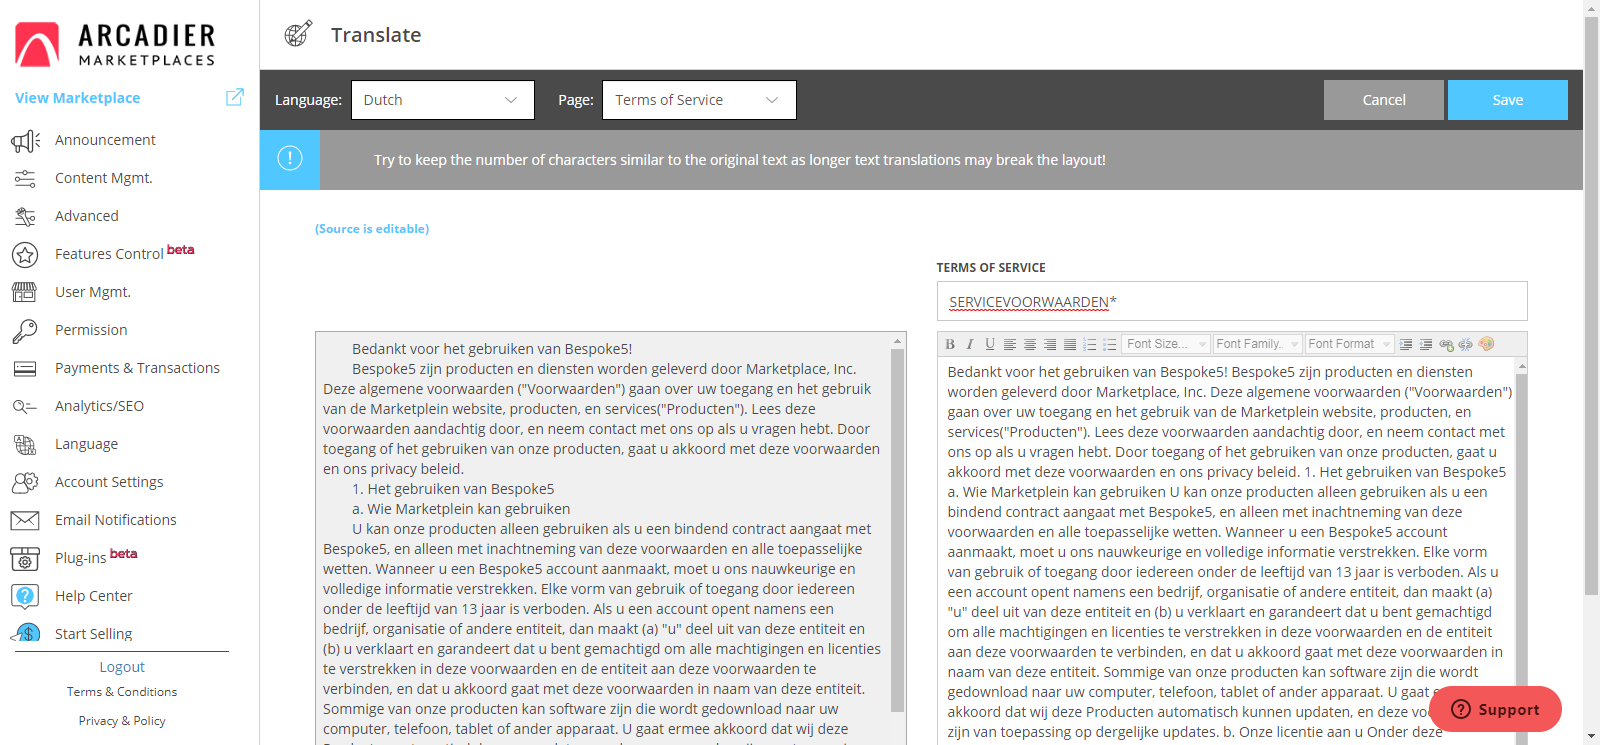 ARCADIER
MARKETPLACES
View Marketplace
Announcement
Content Mgmt.
Advanced
Features Control beta
User Mgmt.
Permission
Payments & Transactions
Analytics/SEO
Language
Account Settings
Email Notifications
Plug-ins beta
Help Center
Start Selling
Logout
Terms & Conditions
Privacy & Policy
Translate
Language: Dutch Page: Terms of Service Cancel Save
Try to keep the number of characters similar to the original text as longer text translations may break the layout!
(Source is editable)
Bedankt voor het gebruiken van Bespoke5!
Bespoke5 zijn producten en diensten worden geleverd door Marketplace, Inc.
Deze algemene voorwaarden ("Voorwaarden") gaan over uw toegang en het gebruik
van de Marketplein website, producten, en services("Producten"). Lees deze
voorwaarden aandachtig door, en neem contact met ons op als u vragen hebt. Door
toegang of het gebruiken van onze producten, gaat u akkoord met deze voorwaarden
en ons privacy beleid.
1. Het gebruiken van Bespoke5
a. Wie Marketplein kan gebruiken
U kan onze producten alleen gebruiken als u een bindend contract aangaat met
Bespoke5, en alleen met inachtneming van deze voorwaarden en alle toepasselijke
wetten. Wanneer u een Bespoke5 account aanmaakt, moet u ons nauwkeurige en
volledige informatie verstrekken. Elke vorm van gebruik of toegang door iedereen
onder de leeftijd van 13 jaar is verboden. Als u een account opent namens een
bedrijf, organisatie of andere entiteit, dan maakt (a) "u" deel uit van deze entiteit en
(b) u verklaart en garandeert dat u bent gemachtigd om alle machtigingen en licenties
te verstrekken in deze voorwaarden en de entiteit aan deze voorwaarden te
verbinden, en dat u akkoord gaat met deze voorwaarden in naam van deze entiteit.
Sommige van onze producten kan software zijn die wordt gedownload naar uw
computer, telefoon, tablet of ander apparaat. U gaat ermee akkoord dat wij deze
TERMS OF SERVICE
SERVICEVOORWAARDEN*
B I U Font Size... Font Family. Font Format
Bedankt voor het gebruiken van Bespoke5! Bespoke5 zijn producten en diensten
worden geleverd door Marketplace, Inc. Deze algemene voorwaarden ("Voorwaarden")
gaan over uw toegang en het gebruik van de Marketplein website, producten, en
services("Producten"). Lees deze voorwaarden aandachtig door, en neem contact met
ons op als u vragen hebt. Door toegang of het gebruiken van onze producten, gaat u
akkoord met deze voorwaarden en ons privacy beleid. 1. Het gebruiken van Bespoke5
a. Wie Marketplein kan gebruiken U kan onze producten alleen gebruiken als u een
bindend contract aangaat met Bespoke5, en alleen met inachtneming van deze
voorwaarden en alle toepasselijke wetten. Wanneer u een Bespoke5 account
aanmaakt, moet u ons nauwkeurige en volledige informatie verstrekken. Elke vorm
van gebruik of toegang door iedereen onder de leeftijd van 13 jaar is verboden. Als u
een account opent namens een bedrijf, organisatie of andere entiteit, dan maakt (a)
"u" deel uit van deze entiteit en (b) u verklaart en garandeert dat u bent gemachtigd
om alle machtigingen en licenties te verstrekken in deze voorwaarden en de entiteit
aan deze voorwaarden te verbinden, en dat u akkoord gaat met deze voorwaarden in
naam van deze entiteit. Sommige van onze producten kan software zijn die wordt
gedownload naar uw computer, telefoon, tablet of ander apparaat. U gaat
akkoord dat wij deze Producten automatisch kunnen updaten, en deze
zijn van toepassing op dergelijke updates. b. Onze licentie aan u Onder deze
Support